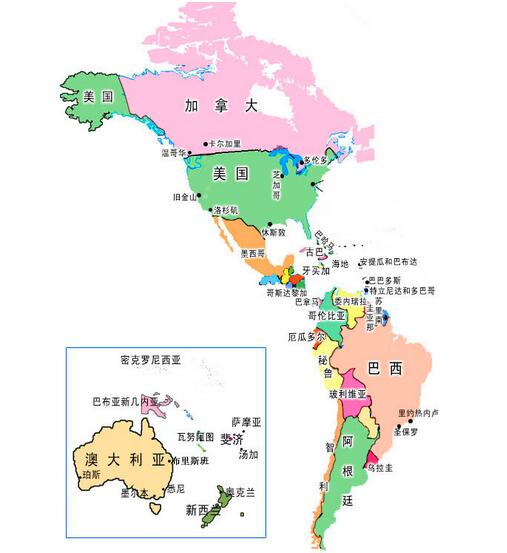 美国
加拿大
卡尔加里
温哥华
多伦多
美国
芝加哥
旧金山
洛杉矶
休斯敦
墨西哥
巴哈马
古巴
海地
安提瓜和巴布达
牙买加
巴巴多斯
哥斯达黎加
特立尼达和多巴哥
巴拿马
委内瑞拉
圭亚那
苏里南
哥伦比亚
厄瓜多尔
秘鲁
巴西
玻利维亚
里约热内卢
圣保罗
智利
阿根廷
乌拉圭
密克罗尼西亚
巴布亚新几内亚
萨摩亚
瓦努阿图
斐济
汤加
澳大利亚
布里斯班
珀斯
墨尔本
悉尼
奥克兰
新西兰